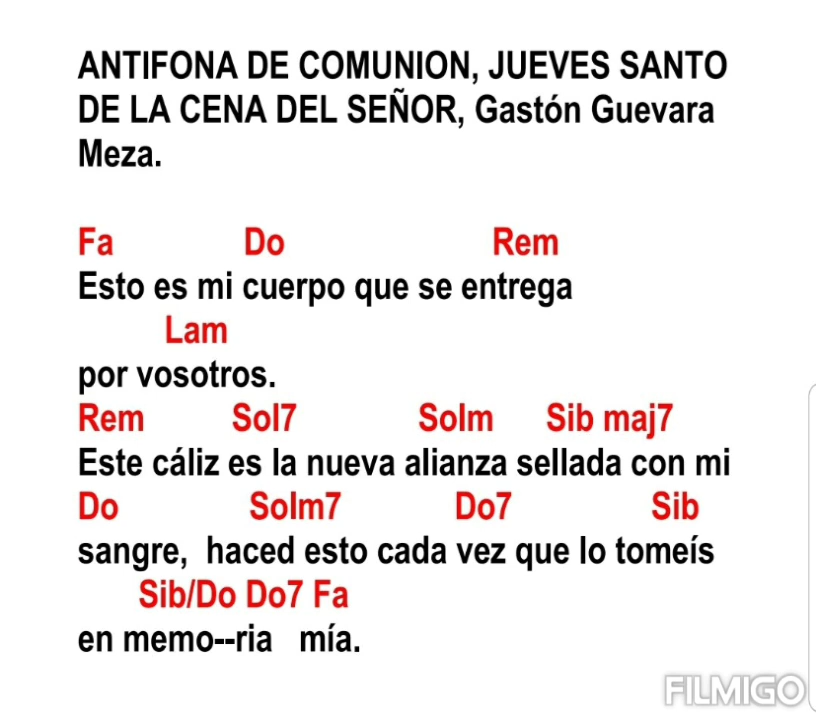 ANTIFONA DE COMUNION, JUEVES SANTO
DE LA CENA DEL SEÑOR, Gastón Guevara
Meza.
Fa Do Rem
Esto es mi cuerpo que se entrega
Lam
por vosotros.
Rem Sol7 Solm Sib maj7
Este cáliz es la nueva alianza sellada con mi
Do Solm7 Do7 Sib
sangre, haced esto cada vez que lo tomeís
Sib/Do Do7 Fa
en memo--ria mía.
FILMIGO